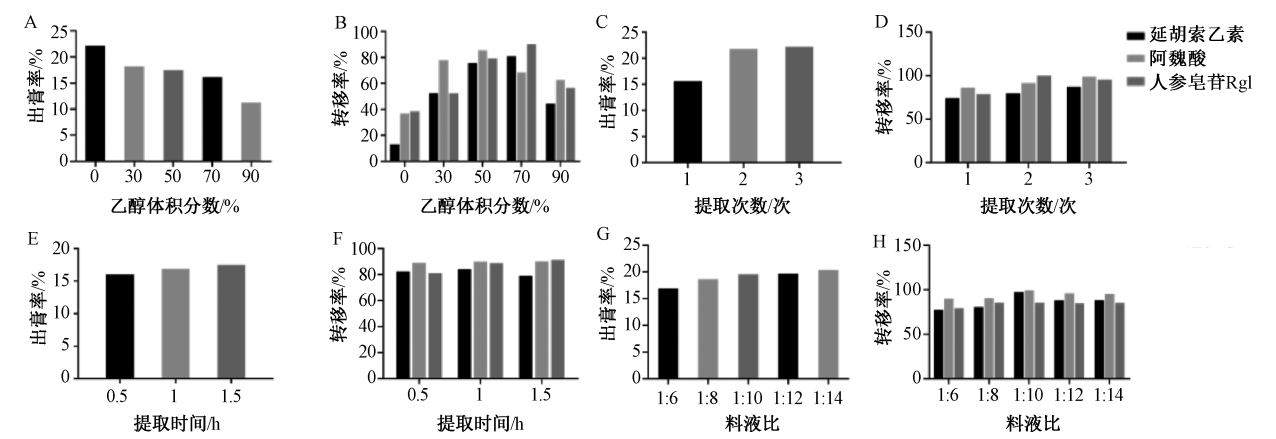 A
出膏率/%
25
20
15
10
5
0
0 30 50 70 90
乙醇体积分数/%
B
转移率/%
100
80
60
40
20
0
0 30 50 70 90
乙醇体积分数/%
C
出膏率/%
25
20
15
10
5
0
1 2 3
提取次数/次
D
转移率/%
150
100
50
0
1 2 3
提取次数/次
延胡索乙素
阿魏酸
人参皂苷Rgl
E
出膏率/%
20
15
10
5
0
0.5 1 1.5
提取时间/h
F
转移率/%
100
80
60
40
20
0
0.5 1 1.5
提取时间/h
G
出膏率/%
25
20
15
10
5
0
1:6 1:8 1:10 1:12 1:14
料液比
H
转移率/%
150
100
50
0
1:6 1:8 1:10 1:12 1:14
料液比